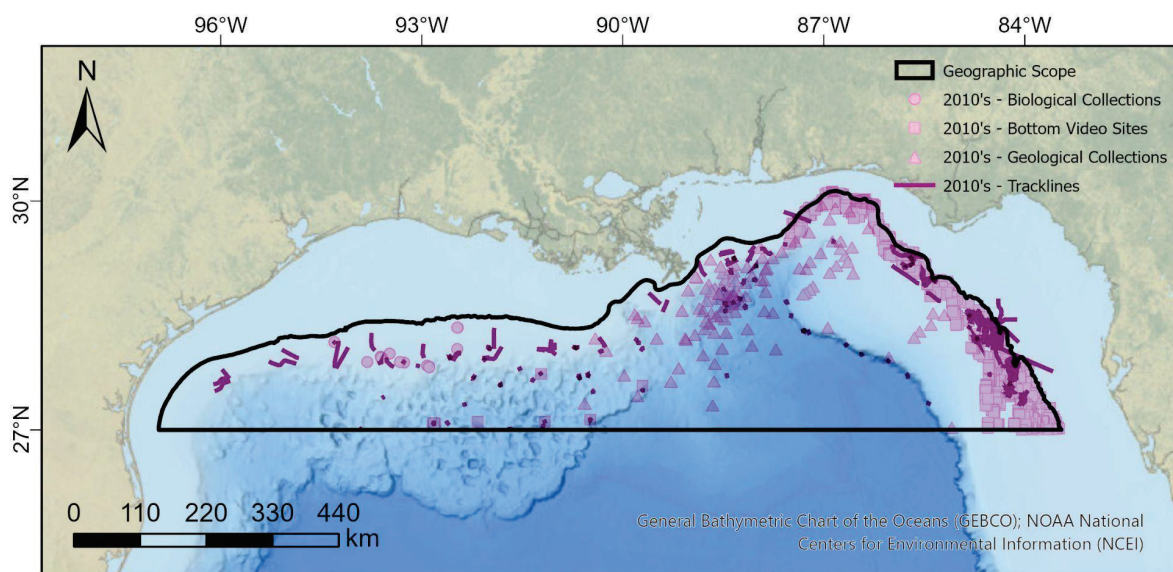 96°W 93°W 90°W 87°W 84°W
N
Geographic Scope
2010's - Biological Collections
2010's - Bottom Video Sites
2010's - Geological Collections
2010's - Tracklines
30°N
27°N
0 110 220 330 440
km
General Bathymetric Chart of the Oceans (GEBCO); NOAA National
Centers for Environmental Information (NCEI)